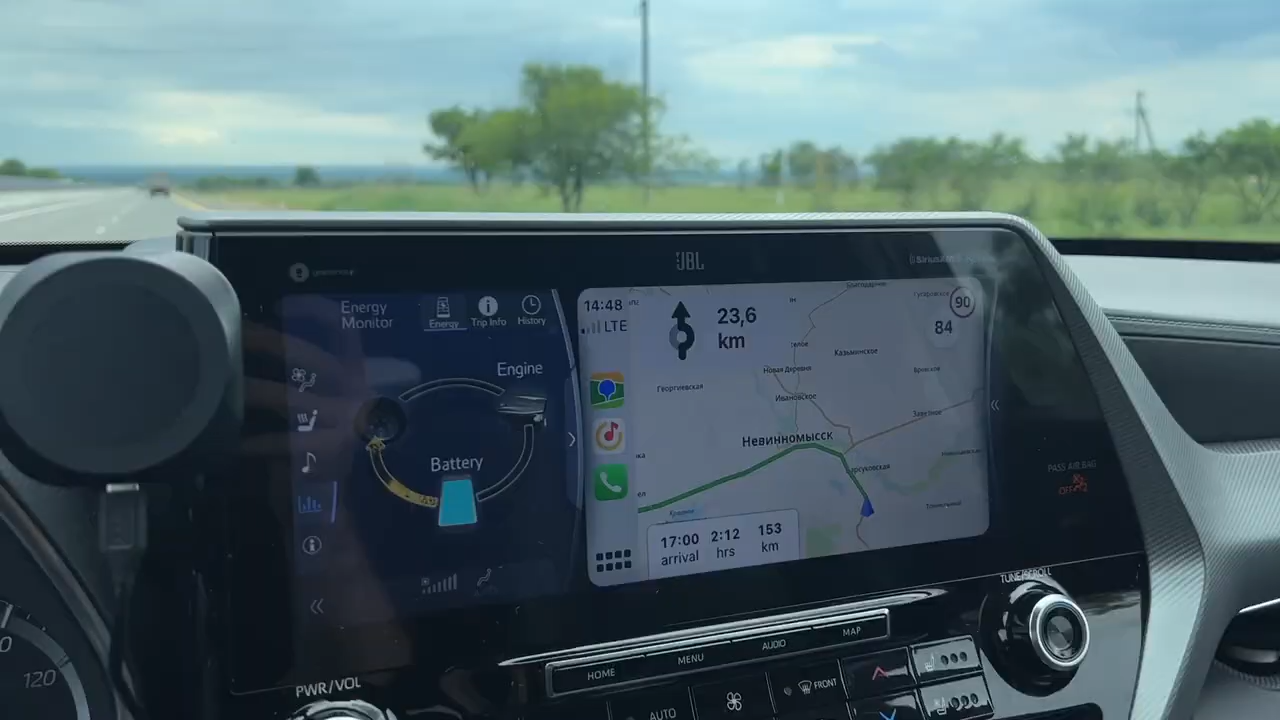 JBL
Energy
Monitor
Energy
Trip Info
History
Engine
Battery
14:48
LTE
23,6
km
90
84
Благодарное
Казьминское
Новая Деревня
Георгиевская
Ивановское
Заветное
Невинномысск
17:00
arrival
2:12
hrs
153
km
PASS AIR BAG
OFF
TUNE/SCROLL
HOME
MENU
AUDIO
MAP
PWR/VOL
AUTO
FRONT
120